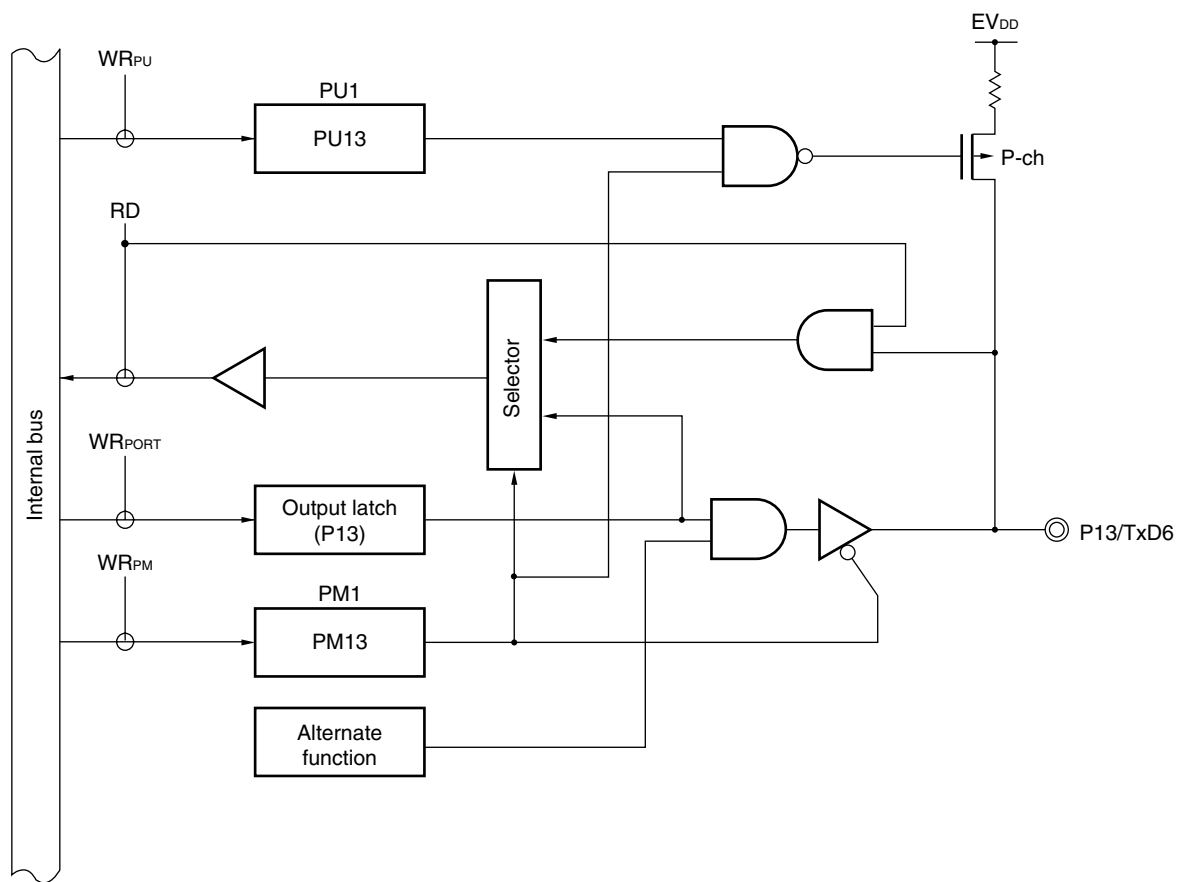 EVDD
WRPU
PU1
PU13
P-ch
RD
Selector
Internal bus
WRPORT
Output latch
(P13)
P13/TxD6
WRPM
PM1
PM13
Alternate
function